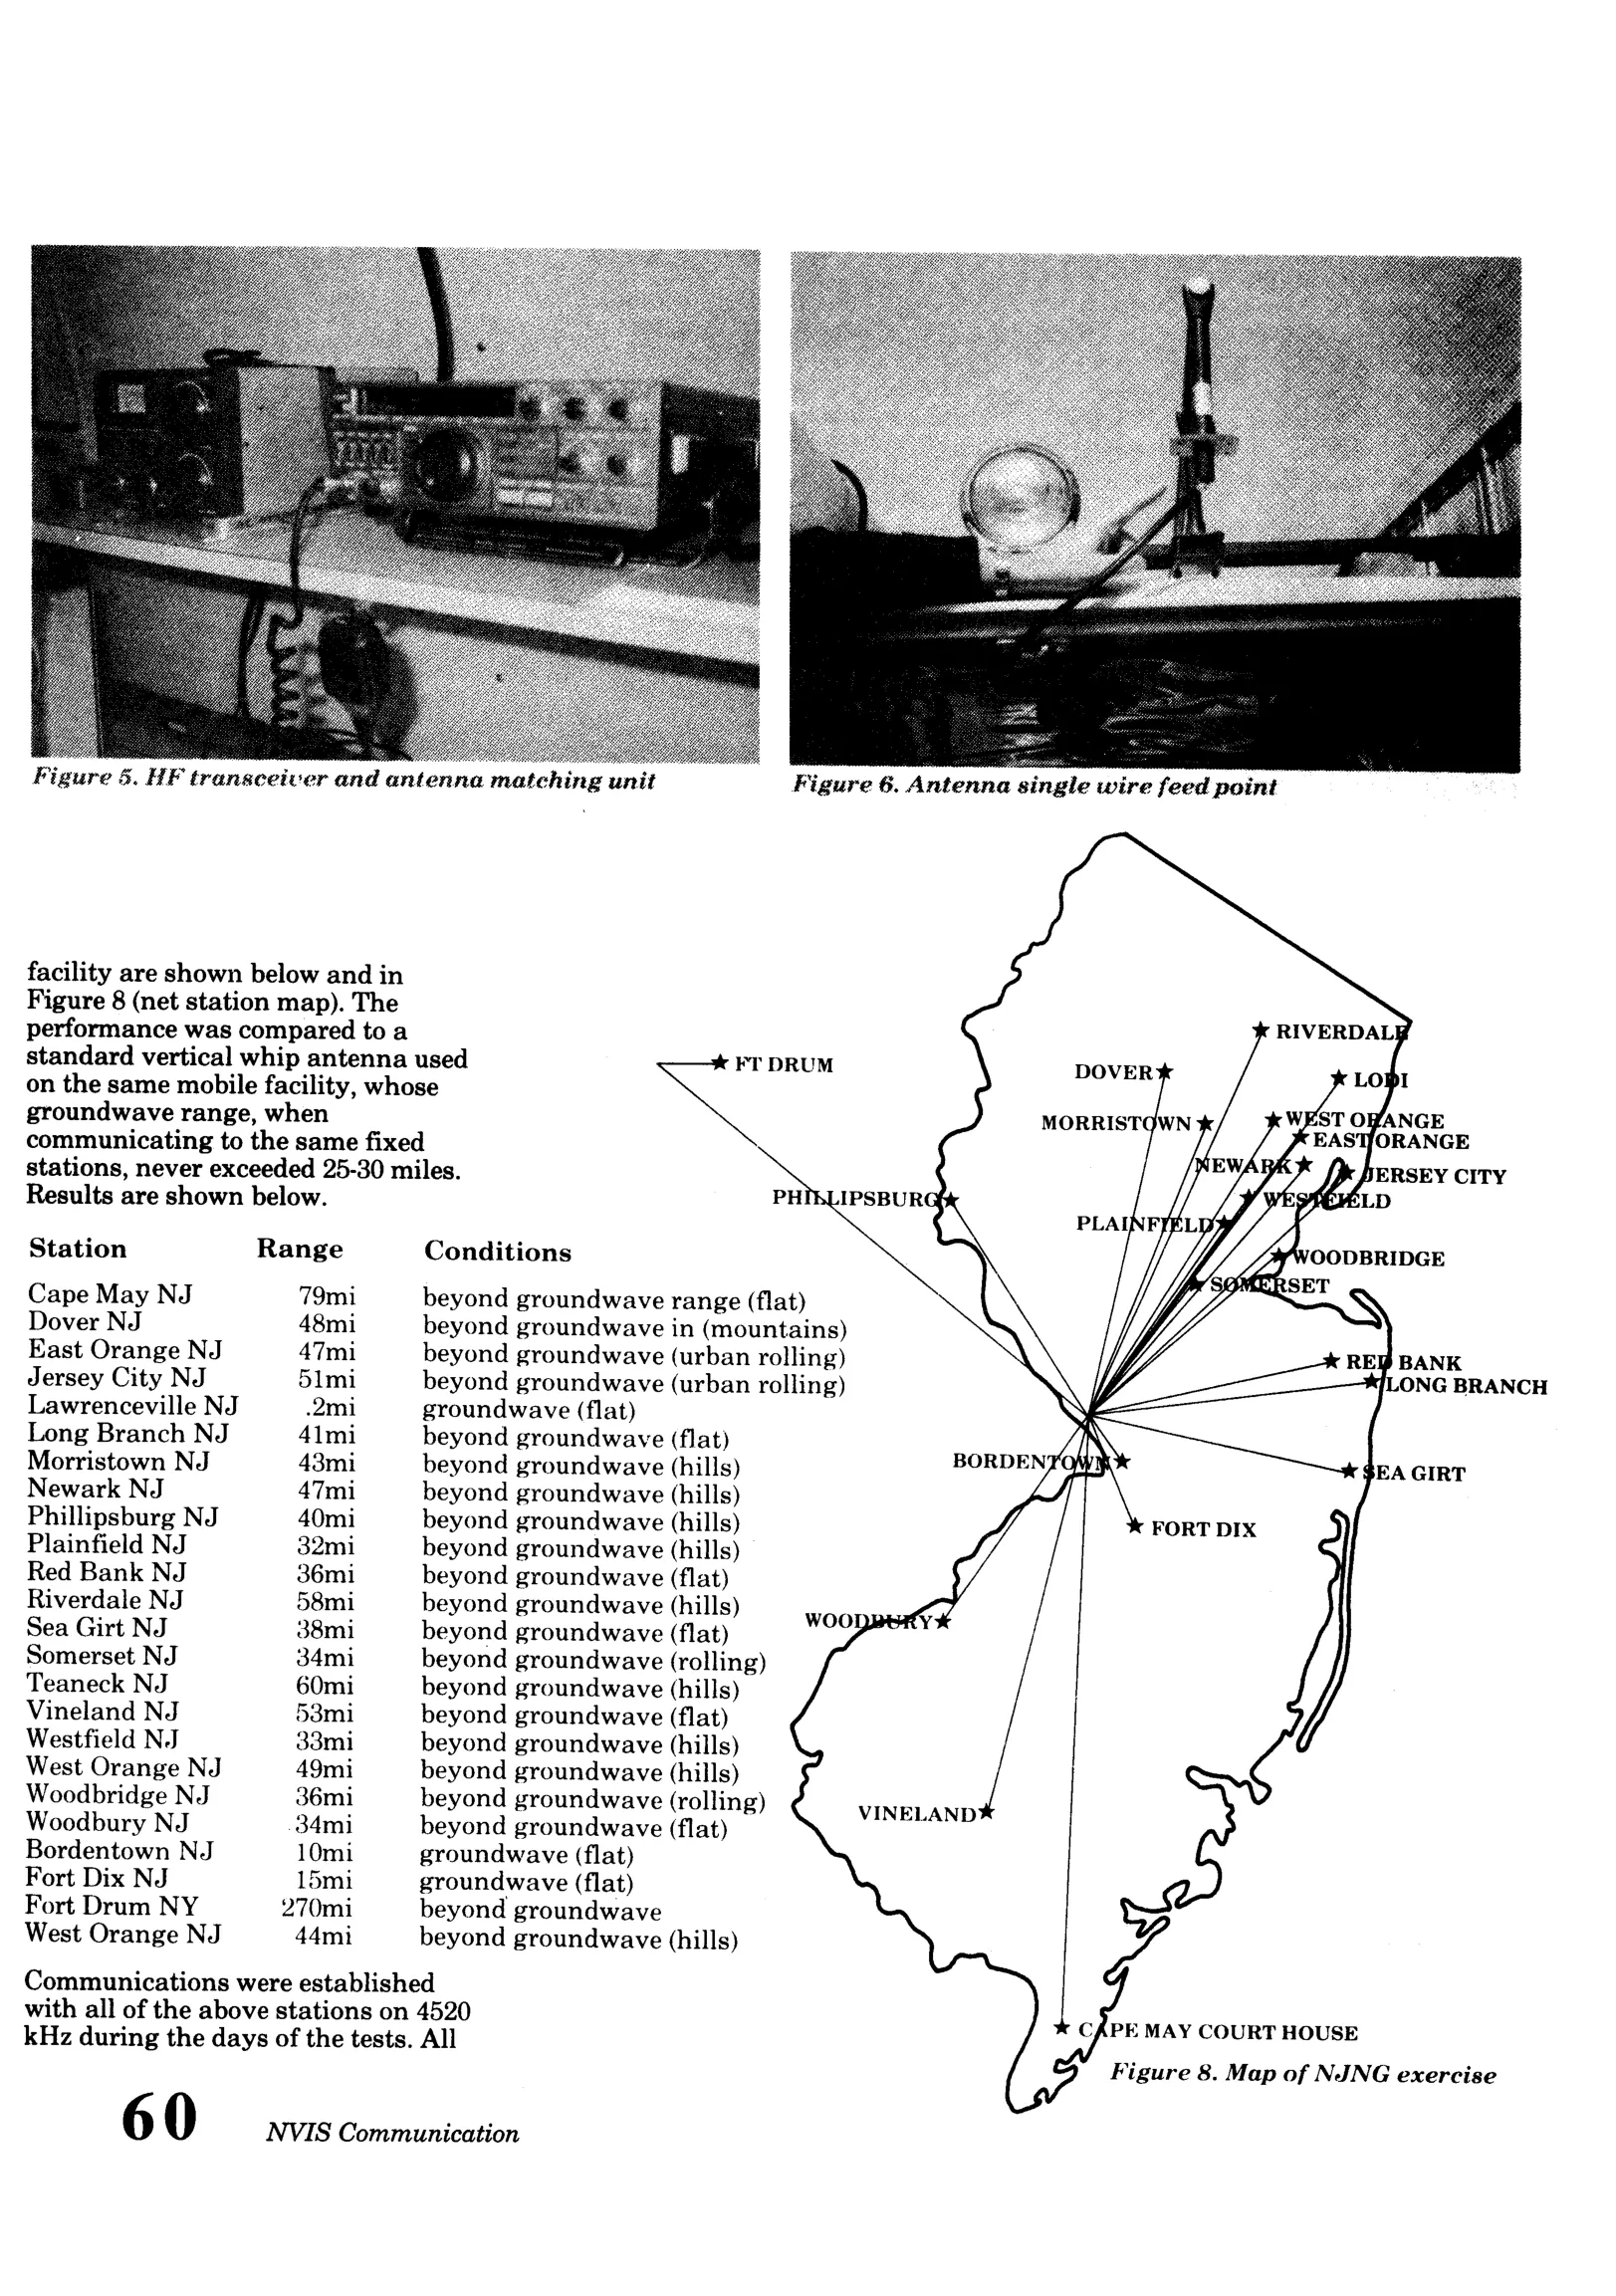 Figure 5. HF transceiver and antenna matching unit
Figure 6. Antenna single wire feed point
facility are shown below and in
Figure 8 (net station map). The
performance was compared to a
standard vertical whip antenna used
on the same mobile facility, whose
groundwave range, when
communicating to the same fixed
stations, never exceeded 25-30 miles.
Results are shown below.
Station Range Conditions
Cape May NJ 79mi beyond groundwave range (flat)
Dover NJ 48mi beyond groundwave in (mountains)
East Orange NJ 47mi beyond groundwave (urban rolling)
Jersey City NJ 51mi beyond groundwave (urban rolling)
Lawrenceville NJ .2mi groundwave (flat)
Long Branch NJ 41mi beyond groundwave (flat)
Morristown NJ 43mi beyond groundwave (hills)
Newark NJ 47mi beyond groundwave (hills)
Phillipsburg NJ 40mi beyond groundwave (hills)
Plainfield NJ 32mi beyond groundwave (hills)
Red Bank NJ 36mi beyond groundwave (flat)
Riverdale NJ 58mi beyond groundwave (hills)
Sea Girt NJ 38mi beyond groundwave (flat)
Somerset NJ 34mi beyond groundwave (rolling)
Teaneck NJ 60mi beyond groundwave (hills)
Vineland NJ 53mi beyond groundwave (flat)
Westfield NJ 33mi beyond groundwave (hills)
West Orange NJ 49mi beyond groundwave (hills)
Woodbridge NJ 36mi beyond groundwave (rolling)
Woodbury NJ 34mi beyond groundwave (flat)
Bordentown NJ 10mi groundwave (flat)
Fort Dix NJ 15mi groundwave (flat)
Fort Drum NY 270mi beyond groundwave
West Orange NJ 44mi beyond groundwave (hills)
Communications were established
with all of the above stations on 4520
kHz during the days of the tests. All
RIVERDALE
FT DRUM
DOVER
LODI
MORRISTOWN
WEST ORANGE
EAST ORANGE
NEWARK
JERSEY CITY
PHILLIPSBURG
WESTFIELD
PLAINFIELD
WOODBRIDGE
SOMERSET
RED BANK
LONG BRANCH
BORDENTOWN
SEA GIRT
FORT DIX
WOODBURY
VINELAND
CAPE MAY COURT HOUSE
Figure 8. Map of NJNG exercise
60 NVIS Communication